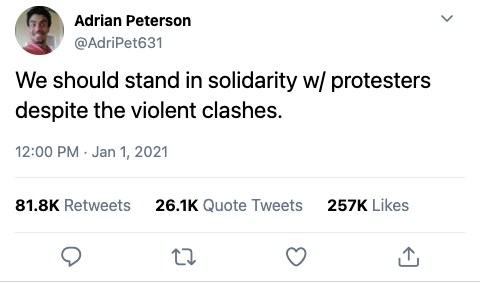 Adrian Peterson
@AdriPet631
We should stand in solidarity w/ protesters
despite the violent clashes.
12:00 PM · Jan 1, 2021
81.8K Retweets 26.1K Quote Tweets 257K Likes